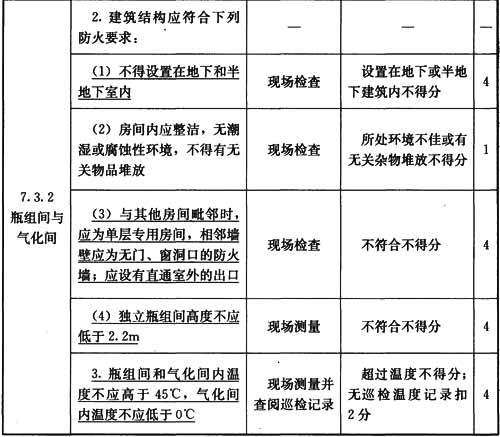 7.3.2
瓶组间与
气化间
2. 建筑结构应符合下列
防火要求：
—
—
—
（1）不得设置在地下和半
地下室内
现场检查
设置在地下或半地
下建筑内不得分
4
（2）房间内应整洁，无潮
湿或腐蚀性环境，不得有无
关物品堆放
现场检查
所处环境不佳或有
无关杂物堆放不得分
1
（3）与其他房间毗邻时，
应为单层专用房间，相邻墙
壁应为无门、窗洞口的防火
墙；应设有直通室外的出口
现场检查
不符合不得分
4
（4）独立瓶组间高度不应
低于2.2m
现场测量
不符合不得分
4
3. 瓶组间和气化间内温
度不应高于45℃，气化间
内温度不应低于0℃
现场测量并
查阅巡检记录
超过温度不得分；
无巡检温度记录扣
2分
4